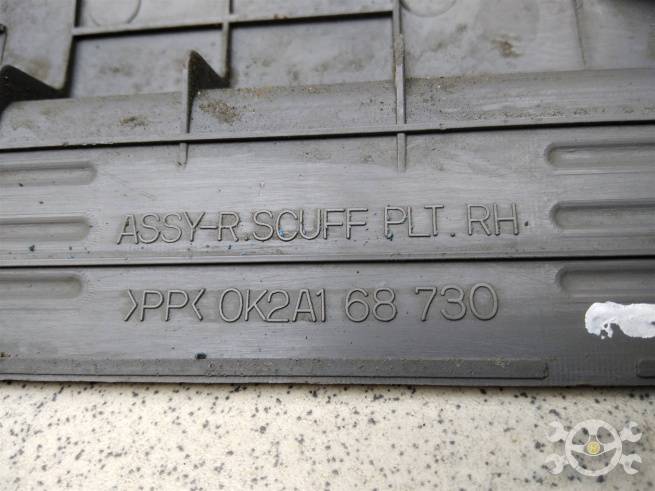 ASSY-R.SCUFF PLT. RH
>PP< 0K2A1 68 730